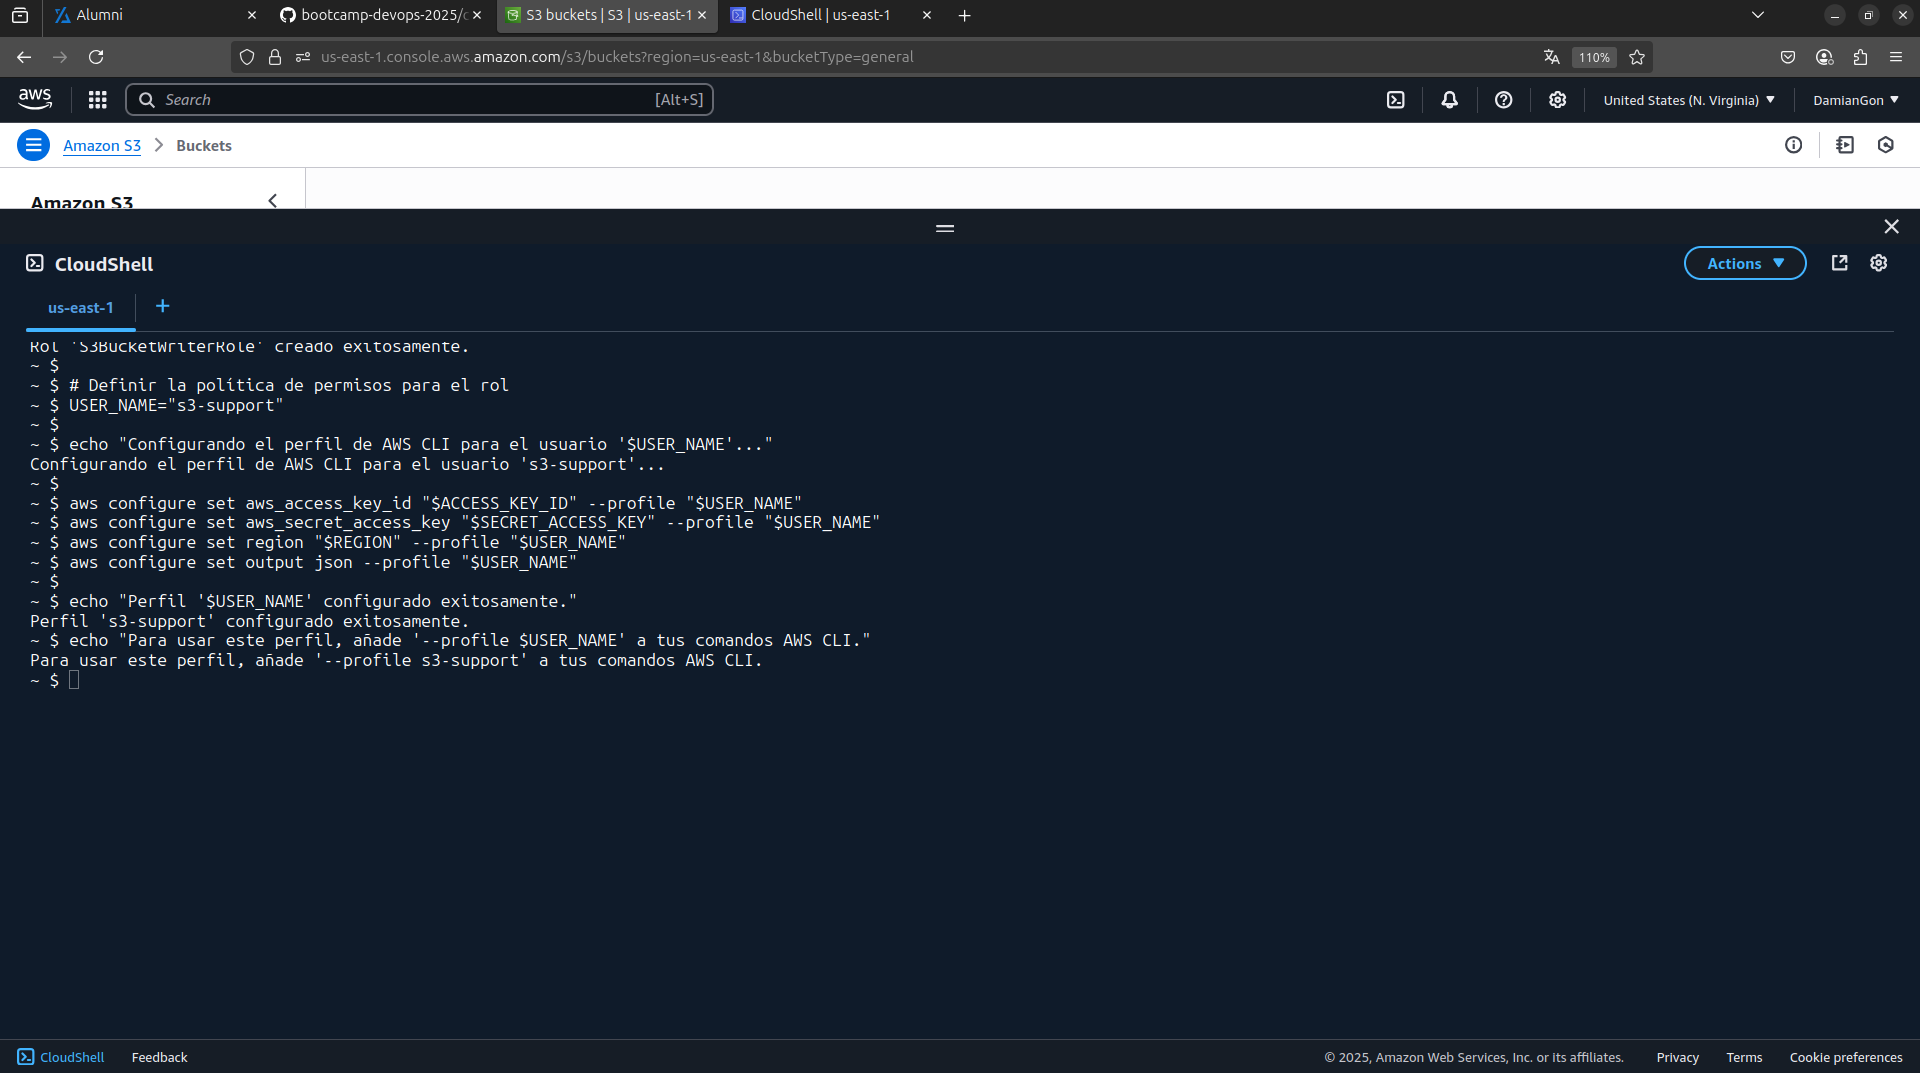 Alumni
bootcamp-devops-2025/c
S3 buckets | S3 | us-east-1
CloudShell | us-east-1
us-east-1.console.aws.amazon.com/s3/buckets?region=us-east-1&bucketType=general
110%
aws
Search
[Alt+S]
United States (N. Virginia)
DamianGon
Amazon S3
Buckets
Amazon S3
CloudShell
Actions
us-east-1
+
Rol 'S3BucketWriterRole' creado exitosamente.
~ $
~ $ # Definir la política de permisos para el rol
~ $ USER_NAME="s3-support"
~ $
~ $ echo "Configurando el perfil de AWS CLI para el usuario '$USER_NAME'..."
Configurando el perfil de AWS CLI para el usuario 's3-support'...
~ $
~ $ aws configure set aws_access_key_id "$ACCESS_KEY_ID" --profile "$USER_NAME"
~ $ aws configure set aws_secret_access_key "$SECRET_ACCESS_KEY" --profile "$USER_NAME"
~ $ aws configure set region "$REGION" --profile "$USER_NAME"
~ $ aws configure set output json --profile "$USER_NAME"
~ $
~ $ echo "Perfil '$USER_NAME' configurado exitosamente."
Perfil 's3-support' configurado exitosamente.
~ $ echo "Para usar este perfil, añade '--profile $USER_NAME' a tus comandos AWS CLI."
Para usar este perfil, añade '--profile s3-support' a tus comandos AWS CLI.
~ $
CloudShell
Feedback
© 2025, Amazon Web Services, Inc. or its affiliates.
Privacy
Terms
Cookie preferences